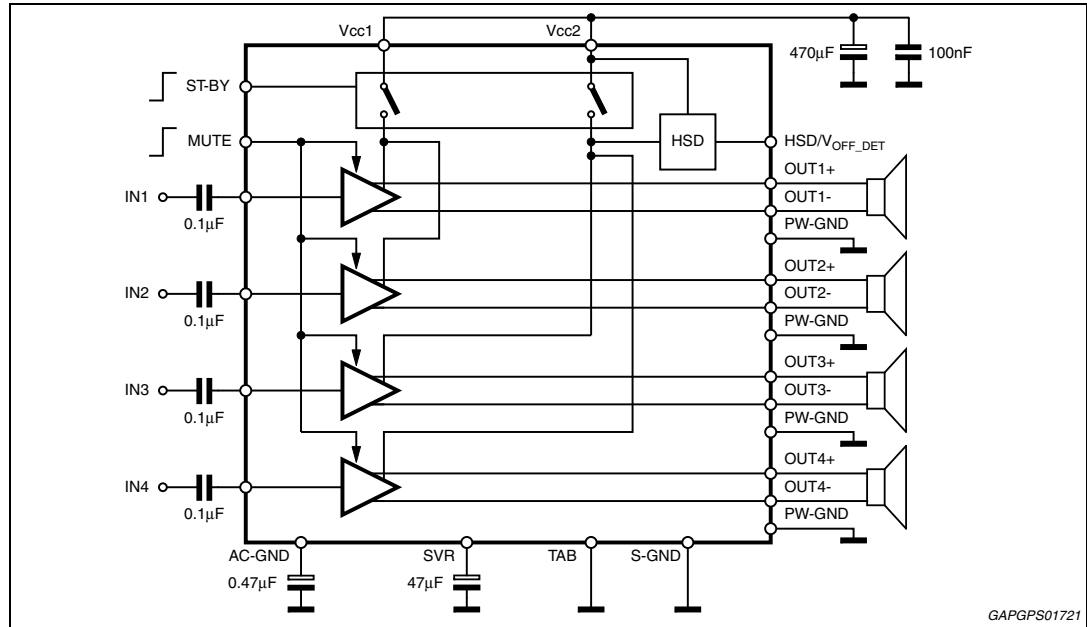 Vcc1
Vcc2
470μF
100nF
ST-BY
MUTE
HSD
HSD/VOFF_DET
OUT1+
IN1
OUT1-
0.1μF
PW-GND
OUT2+
IN2
OUT2-
0.1μF
PW-GND
OUT3+
IN3
OUT3-
0.1μF
PW-GND
OUT4+
IN4
OUT4-
0.1μF
PW-GND
AC-GND
SVR
TAB
S-GND
0.47μF
47μF
GAPGPS01721